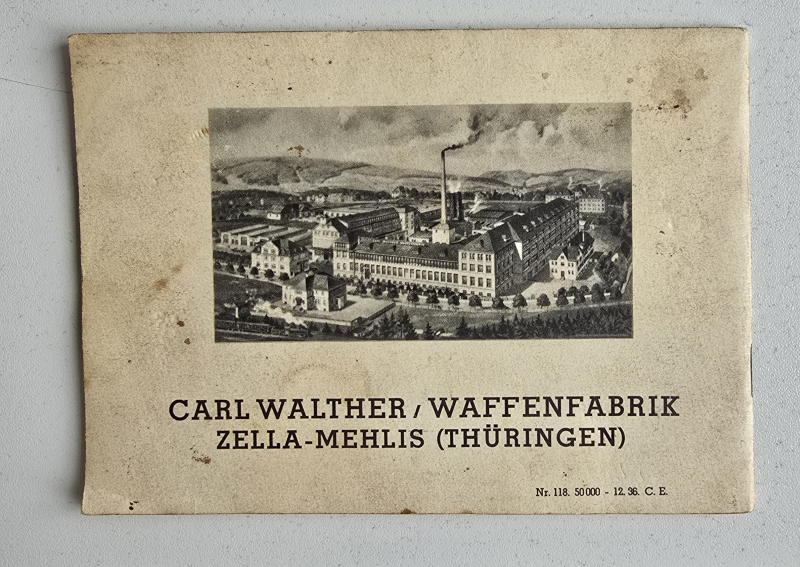 CARL WALTHER / WAFFENFABRIK
ZELLA-MEHLIS (THÜRINGEN)
Nr. 118. 50000 - 12. 36. C. E.